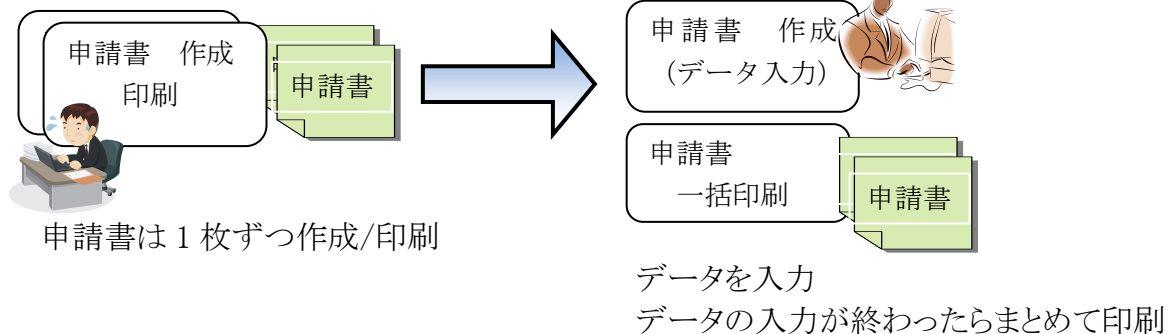 申請書　作成
印刷
申請書
申請書は１枚ずつ作成/印刷
申請書　作成
(データ入力)
申請書
一括印刷
申請書
データを入力
データの入力が終わったらまとめて印刷